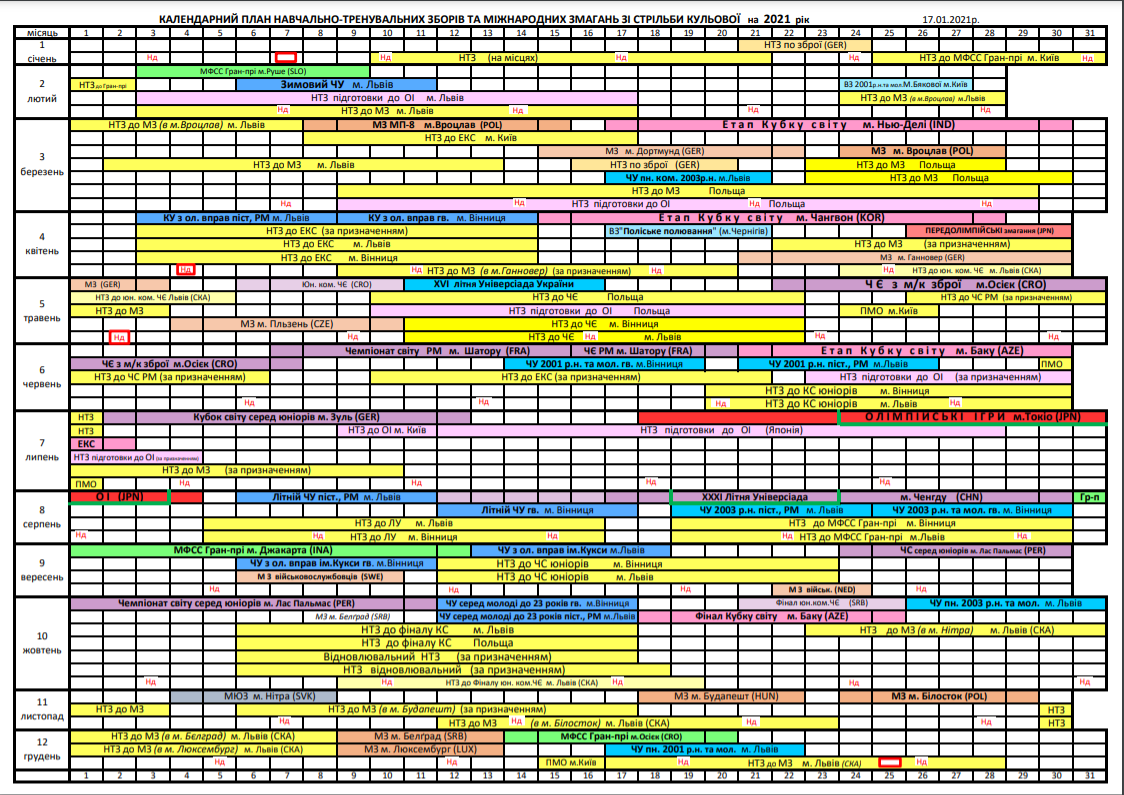 КАЛЕНДАРНИЙ ПЛАН НАВЧАЛЬНО-ТРЕНУВАЛЬНИХ ЗБОРІВ ТА МІЖНАРОДНИХ ЗМАГАНЬ ЗІ СТРІЛЬБИ КУЛЬОВОЇ на 2021 рік 17.01.2021р.
місяць 1 2 3 4 5 6 7 8 9 10 11 12 13 14 15 16 17 18 19 20 21 22 23 24 25 26 27 28 29 30 31
1 НТЗ по зброї (GER)
січень Нд Нд НТЗ (на місцях) Нд Нд НТЗ до МФСС Гран-прі м. Київ Нд
МФСС Гран-прі м.Руше (SLO)
2 НТЗ до Гран-прі Зимовий ЧУ м. Львів ВЗ 2001р.н та мол.М.Бякової м.Київ
лютий НТЗ підготовки до ОІ м. Львів НТЗ до МЗ (в м.Вроцлав) м.Львів
Нд НТЗ до МЗ м. Львів Нд Нд Нд
НТЗ до МЗ (в м.Вроцлав) м. Львів МЗ МП-8 м.Вроцлав (POL) Етап Кубку світу м. Нью-Делі (IND)
НТЗ до ЕКС м. Київ
3 МЗ м. Дортмунд (GER) МЗ м. Вроцлав (POL)
березень НТЗ до МЗ м. Львів НТЗ по зброї (GER) НТЗ до МЗ Польща
ЧУ пн. ком. 2003р.н. м.Львів НТЗ до МЗ Польща
НТЗ до МЗ Польща
Нд Нд НТЗ підготовки до ОІ Нд Польща Нд
КУ з ол. вправ піст, РМ м. Львів КУ з ол. вправ гв. м. Вінниця Етап Кубку світу м. Чангвон (KOR)
4 НТЗ до ЕКС (за призначенням) ВЗ"Поліське полювання" (м.Чернігів) ПЕРЕДОЛІМПІЙСЬКІ змагання (JPN)
квітень НТЗ до ЕКС м. Львів НТЗ до МЗ (за призначенням)
НТЗ до ЕКС м. Вінниця МЗ м. Ганновер (GER)
Нд Нд НТЗ до МЗ (в м.Ганновер) (за призначенням) Нд Нд НТЗ до юн. ком. ЧЄ м. Львів (СКА)
МЗ (GER) Юн. ком. ЧЄ (CRO) XVI літня Універсіада України ЧЄ з м/к зброї м.Осієк (CRO)
5 НТЗ до юн. ком. ЧЄ Львів (СКА) НТЗ до ЧЄ Польща НТЗ до ЧС РМ (за призначенням)
травень НТЗ до МЗ НТЗ підготовки до ОІ Польща ПМО м.Київ
МЗ м. Пльзень (CZE) НТЗ до ЧЄ м. Вінниця
Нд Нд НТЗ до ЧЄ Нд м. Львів Нд Нд
Чемпіонат світу РМ м. Шатору (FRA) ЧЄ РМ м. Шатору (FRA) Етап Кубку світу м. Баку (AZE)
6 ЧЄ з м/к зброї м.Осієк (CRO) ЧУ 2001 р.н. та мол. гв. м.Вінниця ЧУ 2001 р.н. піст., РМ м.Львів ПМО
червень НТЗ до ЧС РМ (за призначенням) НТЗ до ЕКС (за призначенням) НТЗ підготовки до ОІ (за призначенням)
НТЗ до КС юніорів м. Вінниця
Нд Нд Нд НТЗ до КС юніорів м. Львів Нд
НТЗ Кубок світу серед юніорів м. Зуль (GER) ОЛІМПІЙСЬКІ ІГРИ м.Токіо (JPN)
НТЗ НТЗ до ОІ м. Київ НТЗ підготовки до ОІ (Японія)
7 ЕКС
липень НТЗ підготовки до ОІ (за призначенням)
НТЗ до МЗ (за призначенням)
ПМО Нд Нд Нд Нд
ОІ (JPN) Літній ЧУ піст., РМ м. Львів XXXI Літня Універсіада м. Ченгду (CHN) Гр-п
8 Літній ЧУ гв. м. Вінниця ЧУ 2003 р.н. піст., РМ м.Львів ЧУ 2003 р.н. та мол. гв. м. Вінниця
серпень НТЗ до ЛУ м. Львів НТЗ до МФСС Гран-прі м. Вінниця
Нд Нд НТЗ до ЛУ м. Вінниця Нд Нд НТЗ до МФСС Гран-прі м.Львів Нд
МФСС Гран-прі м. Джакарта (INA) ЧУ з ол. вправ ім.Кукси м.Львів ЧС серед юніорів м. Лас Пальмас (PER)
9 ЧУ з ол. вправ ім.Кукси гв. м.Вінниця НТЗ до ЧС юніорів м. Вінниця
вересень МЗ військовослужбовців (SWE) НТЗ до ЧС юніорів м. Львів
Нд Нд Нд МЗ військ. (NED) Нд
Чемпіонат світу серед юніорів м. Лас Пальмас (PER) ЧУ серед молоді до 23 років гв. м.Вінниця Фінал юн.ком.ЧЄ (SRB) ЧУ пн. 2003 р.н. та мол. м. Львів
МЗ м. Белград (SRB) ЧУ серед молоді до 23 років піст., РМ м.Львів Фінал Кубку світу м. Баку (AZE)
10 НТЗ до фіналу КС м. Львів НТЗ до МЗ (в м. Нітра) м. Львів (СКА)
жовтень НТЗ до фіналу КС Польща
Відновлювальний НТЗ (за призначенням)
НТЗ відновлювальний (за призначенням)
Нд Нд НТЗ до Фіналу юн. ком.ЧЄ м. Львів (СКА) Нд Нд Нд
11 МЮЗ м. Нітра (SVK) МЗ м. Будапешт (HUN) МЗ м. Білосток (POL)
листопад НТЗ до МЗ НТЗ до МЗ (в м. Будапешт) (за призначенням) НТЗ
Нд НТЗ до МЗ Нд (в м. Білосток) м. Львів (СКА) Нд Нд НТЗ
12 НТЗ до МЗ (в м. Бєлград) м. Львів (СКА) МЗ м. Бєлґрад (SRB) МФСС Гран-прі м.Осієк (CRO)
грудень НТЗ до МЗ (в м. Люксембург) м. Львів (СКА) МЗ м. Люксембург (LUX) ЧУ пн. 2001 р.н. та мол. м. Львів
Нд Нд ПМО м.Київ Нд НТЗ до МЗ м. Львів (СКА) Нд
1 2 3 4 5 6 7 8 9 10 11 12 13 14 15 16 17 18 19 20 21 22 23 24 25 26 27 28 29 30 31